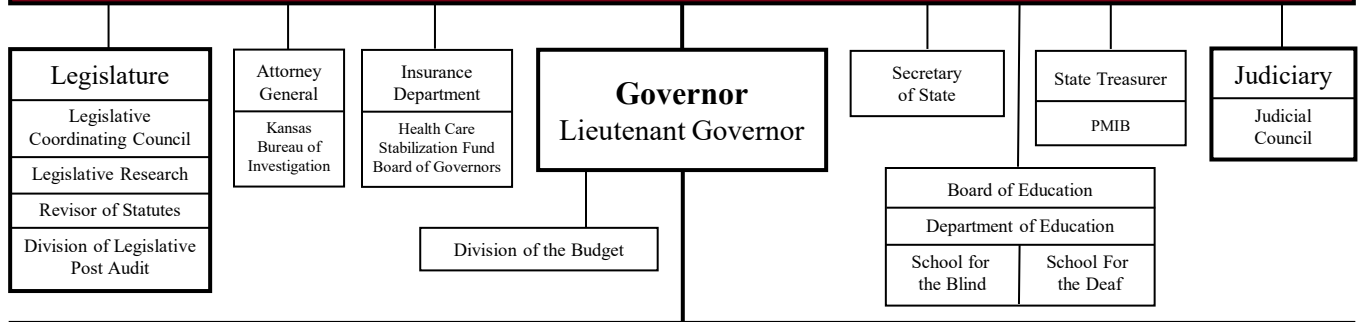 Legislature
Legislative
Coordinating Council
Legislative Research
Revisor of Statutes
Division of Legislative
Post Audit
Attorney
General
Kansas
Bureau of
Investigation
Insurance
Department
Health Care
Stabilization Fund
Board of Governors
Governor
Lieutenant Governor
Division of the Budget
Secretary
of State
Board of Education
Department of Education
School for
the Blind
School For
the Deaf
State Treasurer
PMIB
Judiciary
Judicial
Council